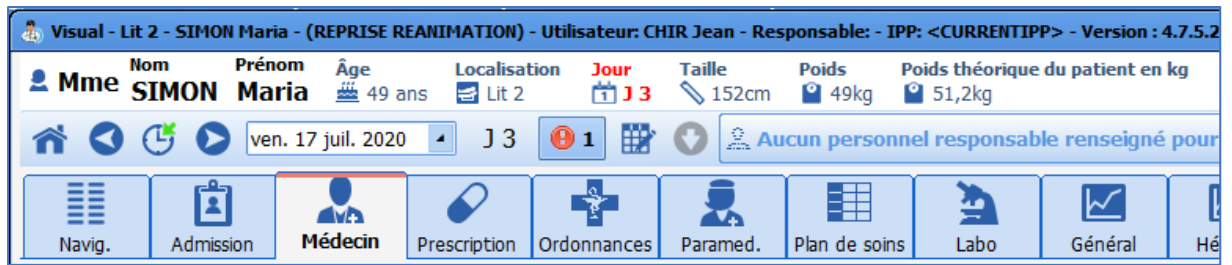 Visual - Lit 2 - SIMON Maria - (REPRISE REANIMATION) - Utilisateur: CHIR Jean - Responsable: - IPP: <CURRENTIPP> - Version : 4.7.5.2
Nom Prénom Âge Localisation Jour Taille Poids Poids théorique du patient en kg
Mme SIMON Maria 49 ans Lit 2 J 3 152cm 49kg 51,2kg
ven. 17 juil. 2020 J 3 1 Aucun personnel responsable renseigné pour
Navig. Admission Médecin Prescription Ordonnances Paramed. Plan de soins Labo Général Hé